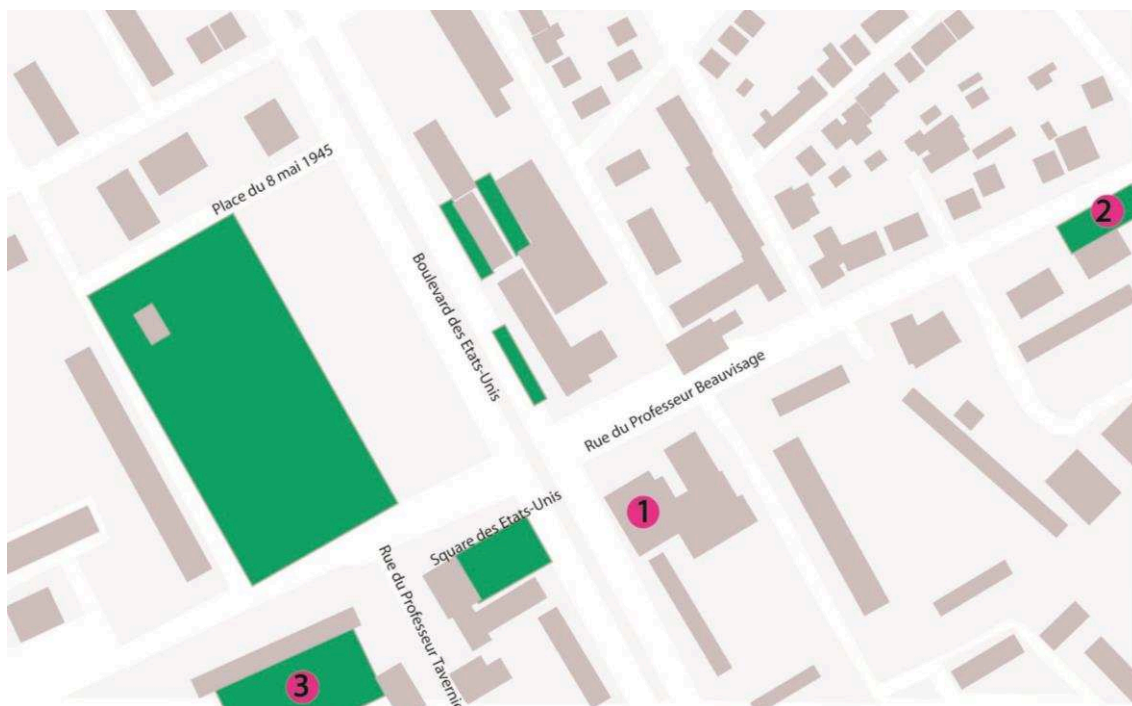 Place du 8 mai 1945
2
Boulevard des Etats-Unis
Rue du Professeur Beauvisage
1
Square des Etats-Unis
Rue du Professeur Tavernie
3